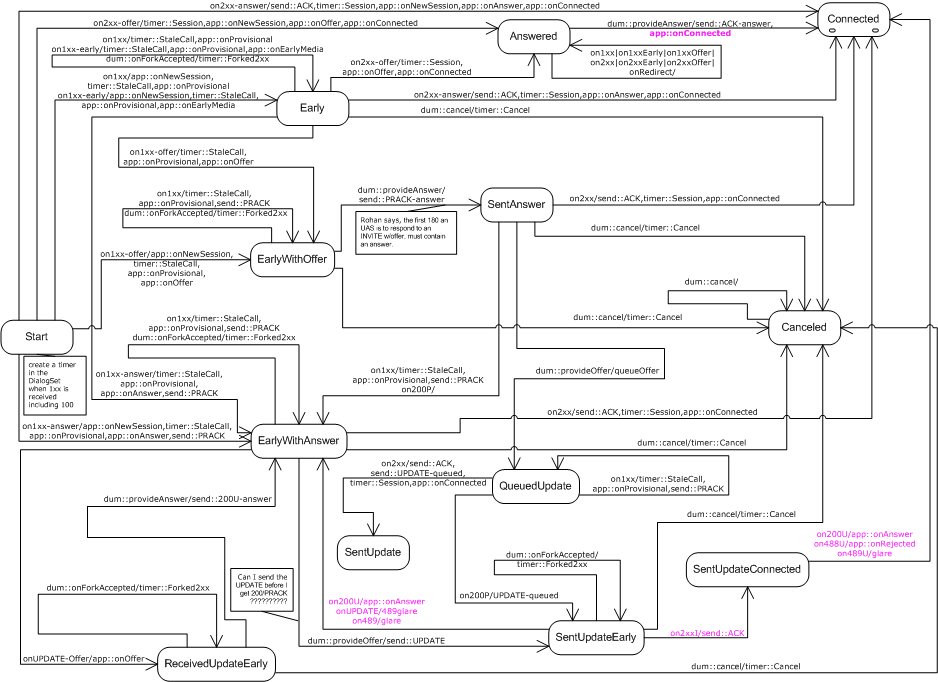 on2xx-answer/send::ACK,timer::Session,app::onNewSession,app::onAnswer,app::onConnected
on2xx-offer/timer::Session,app::onNewSession,app::onOffer,app::onConnected
dum::provideAnswer/send::ACK-answer,
app::onConnected
Connected
Answered
on1xx/timer::StaleCall,app::onProvisional
on1xx-early/timer::StaleCall,app::onProvisional,app::onEarlyMedia
dum::onForkAccepted/timer::Forked2xx
on1xx|on1xxEarly|on1xxOffer|
on2xx|on2xxEarly|on2xxOffer|
onRedirect/
on2xx-offer/timer::Session,
app::onOffer,app::onConnected
on1xx/app::onNewSession,
timer::StaleCall,app::onProvisional
on1xx-early/app::onNewSession,timer::StaleCall,
app::onProvisional,app::onEarlyMedia
Early
on2xx-answer/send::ACK,timer::Session,app::onAnswer,app::onConnected
dum::cancel/timer::Cancel
on1xx-offer/timer::StaleCall,
app::onProvisional,app::onOffer
on1xx/timer::StaleCall,
app::onProvisional,send::PRACK
dum::onForkAccepted/timer::Forked2xx
dum::provideAnswer/
send::PRACK-answer
SentAnswer
on2xx/send::ACK,timer::Session,app::onConnected
Rohan says, the first 180 an
UAS is to respond to an
INVITE w/offer, must contain
an answer.
dum::cancel/timer::Cancel
on1xx-offer/app::onNewSession,
timer::StaleCall,
app::onProvisional,
app::onOffer
EarlyWithOffer
dum::cancel/
dum::cancel/timer::Cancel
Canceled
Start
on1xx/timer::StaleCall,
app::onProvisional,send::PRACK
dum::onForkAccepted/timer::Forked2xx
create a timer
in the
DialogSet
when 1xx is
received
including 100
on1xx-answer/timer::StaleCall,
app::onProvisional,
app::onAnswer,send::PRACK
on1xx/timer::StaleCall,
app::onProvisional,send::PRACK
on200P/
dum::provideOffer/queueOffer
on2xx/send::ACK,timer::Session,app::onConnected
on1xx-answer/app::onNewSession,timer::StaleCall,
app::onProvisional,app::onAnswer,send::PRACK
EarlyWithAnswer
dum::cancel/timer::Cancel
on2xx/send::ACK,
send::UPDATE-queued,
timer::Session,app::onConnected
QueuedUpdate
on1xx/timer::StaleCall,
app::onProvisional,send::PRACK
dum::provideAnswer/send::200U-answer
dum::cancel/timer::Cancel
SentUpdate
on200U/app::onAnswer
on488U/app::onRejected
on489U/glare
dum::onForkAccepted/
timer::Forked2xx
SentUpdateConnected
Can I send the
UPDATE before I
get 200/PRACK
??????????
dum::onForkAccepted/timer::Forked2xx
on200U/app::onAnswer
onUPDATE/489glare
on489/glare
on200P/UPDATE-queued
SentUpdateEarly
on2xxI/send::ACK
dum::provideOffer/send::UPDATE
onUPDATE-Offer/app::onOffer
ReceivedUpdateEarly
dum::cancel/timer::Cancel